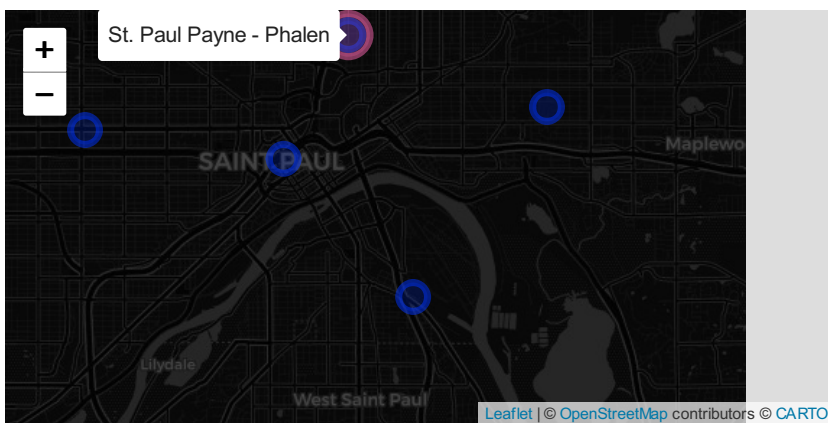 St. Paul Payne - Phalen
+
−
Maplewo
SAINT PAUL
Lilydale
West Saint Paul
Leaflet | © OpenStreetMap contributors © CARTO